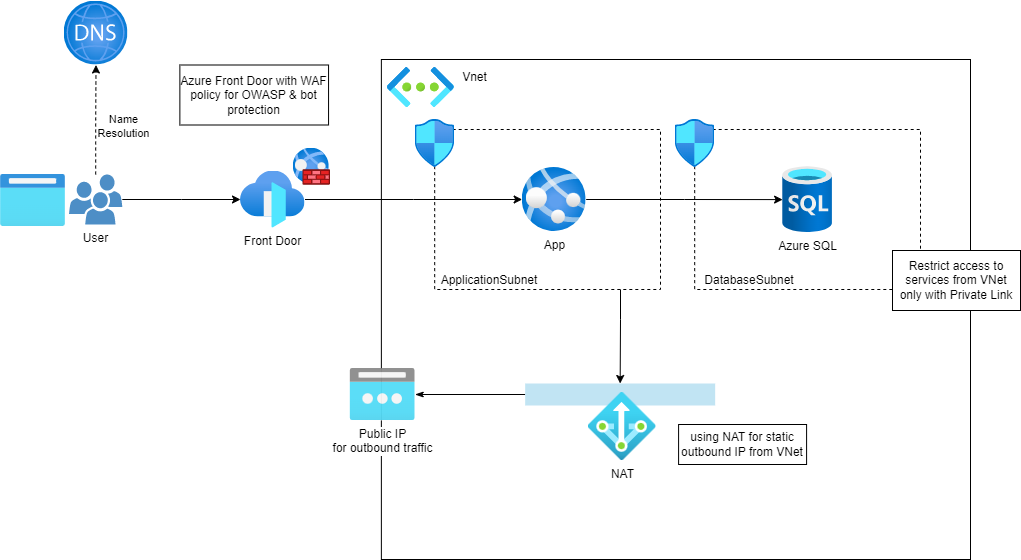 DNS
Name
Resolution
User
Azure Front Door with WAF
policy for OWASP & bot
protection
Front Door
Vnet
App
ApplicationSubnet
SQL
Azure SQL
DatabaseSubnet
Restrict access to
services from VNet
only with Private Link
Public IP
for outbound traffic
NAT
using NAT for static
outbound IP from VNet